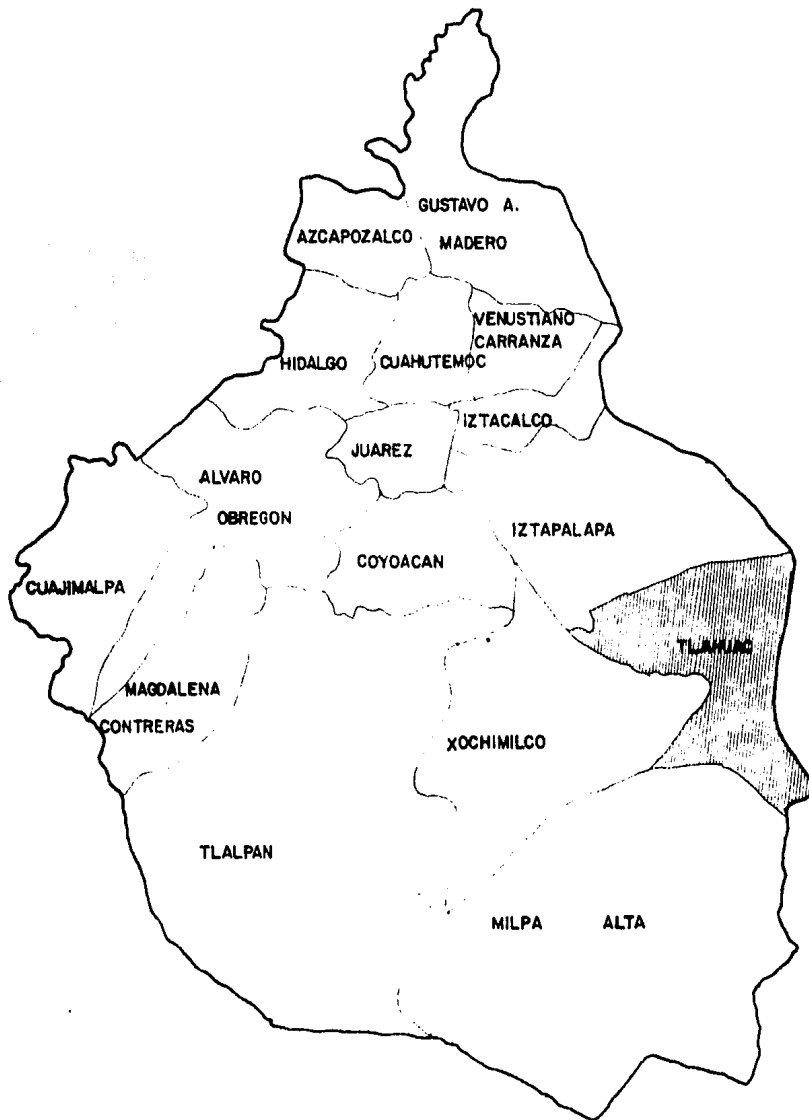 GUSTAVO A.
MADERO
AZCAPOZALCO
VENUSTIANO
CARRANZA
HIDALGO
CUAHUTEMOC
IZTACALCO
JUAREZ
ALVARO
OBREGON
IZTAPALAPA
COYOACAN
CUAJIMALPA
TLAHUAC
MAGDALENA
CONTRERAS
XOCHIMILCO
TLALPAN
MILPA ALTA